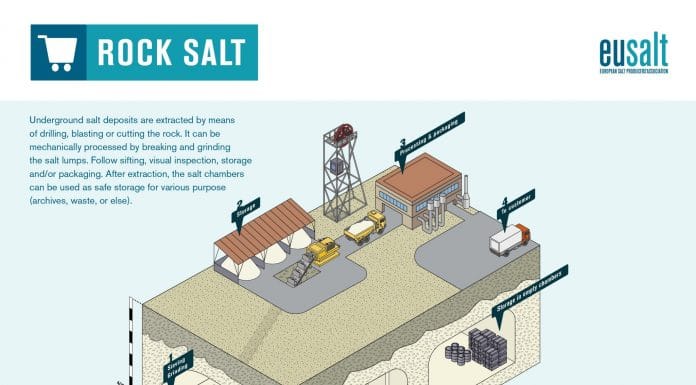 ROCK SALT
eusalt
EUROPEAN SALT PRODUCERS' ASSOCIATION
Underground salt deposits are extracted by means
of drilling, blasting or cutting the rock. It can be
mechanically processed by breaking and grinding
the salt lumps. Follow sifting, visual inspection, storage
and/or packaging. After extraction, the salt chambers
can be used as safe storage for various purpose
(archives, waste, or else).
3
Processing & packaging
2
Storage
4
To customer
Storage in empty chambers
1
Sieving
Grinding